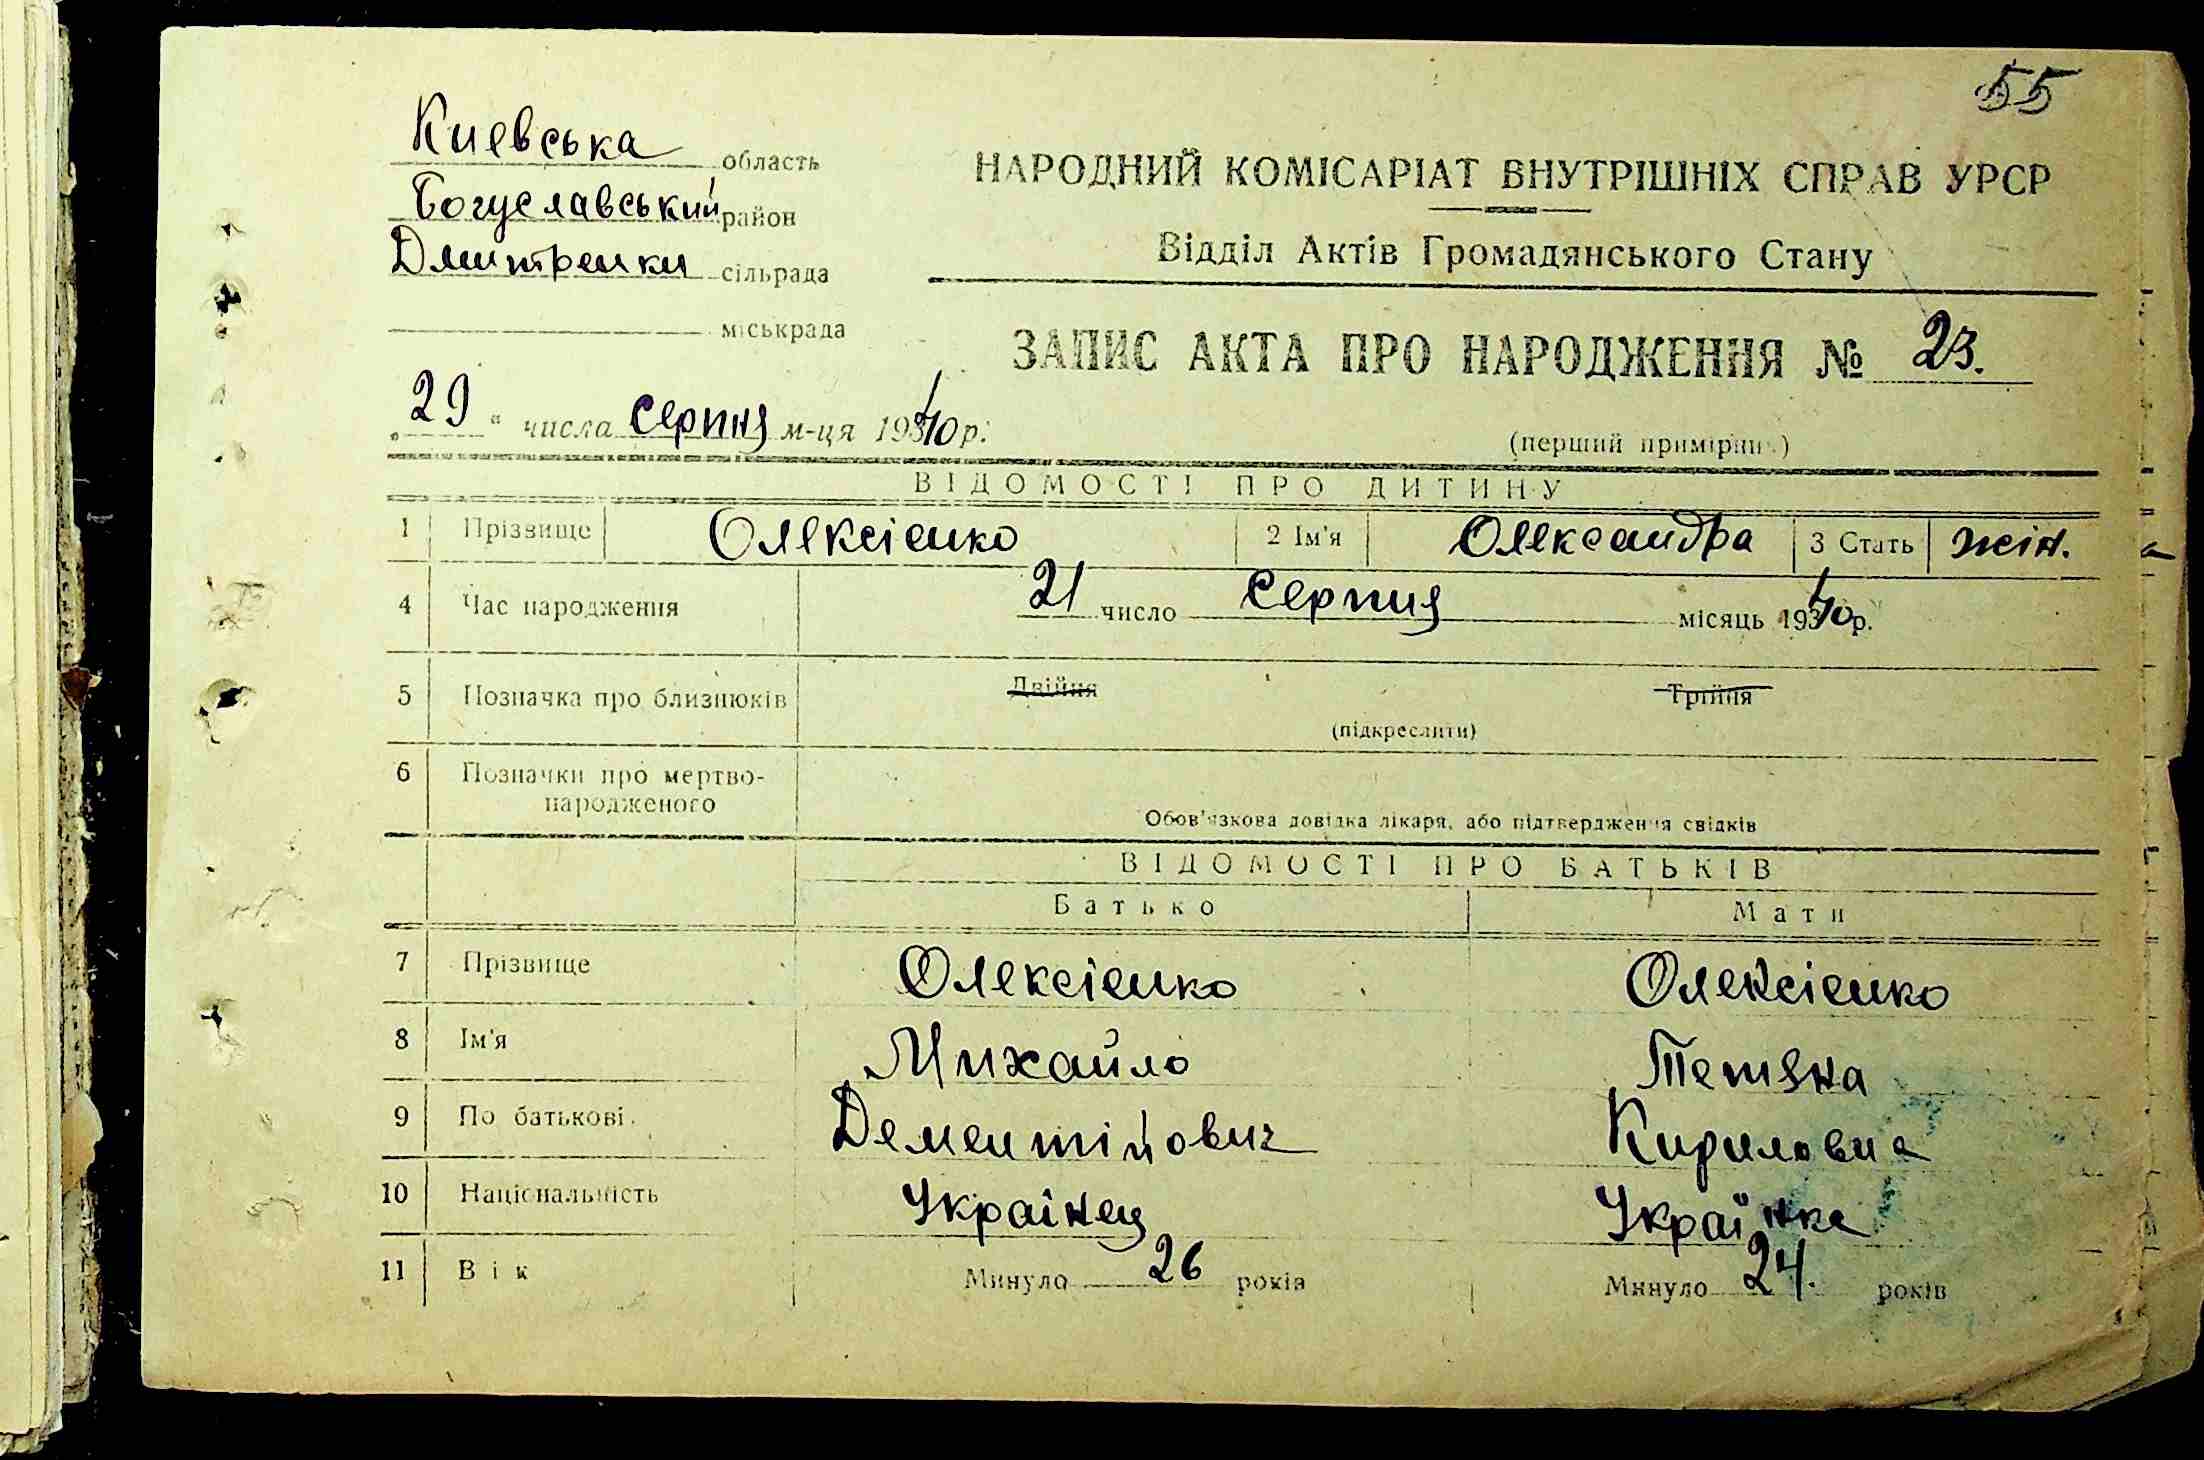 55
Киевська область
Богуславський район
Дмитренки сільрада
міськрада
НАРОДНИЙ КОМІСАРІАТ ВНУТРІШНІХ СПРАВ УРСР
Відділ Актів Громадянського Стану
ЗАПИС АКТА ПРО НАРОДЖЕННЯ № 23.
„29“ числа Серпня м-ця 1940 р.
(перший примірник)
ВІДОМОСТІ ПРО ДИТИНУ
1 Прізвище Олексієнко 2 Ім'я Олександра 3 Стать жін.
4 Час народження 21 число Серпня місяць 1940 р.
5 Позначка про близнюків Двійня Трійня
(підкреслити)
6 Позначки про мертво-
народженого
Обов'язкова довідка лікаря, або підтвердження свідків
ВІДОМОСТІ ПРО БАТЬКІВ
Батько Мати
7 Прізвище Олексієнко Олексієнко
8 Ім'я Михайло Тетяна
9 По батькові Дементійович Кириловна
10 Національність Українец Українка
11 Вік Минуло 26 років Минуло 24. років